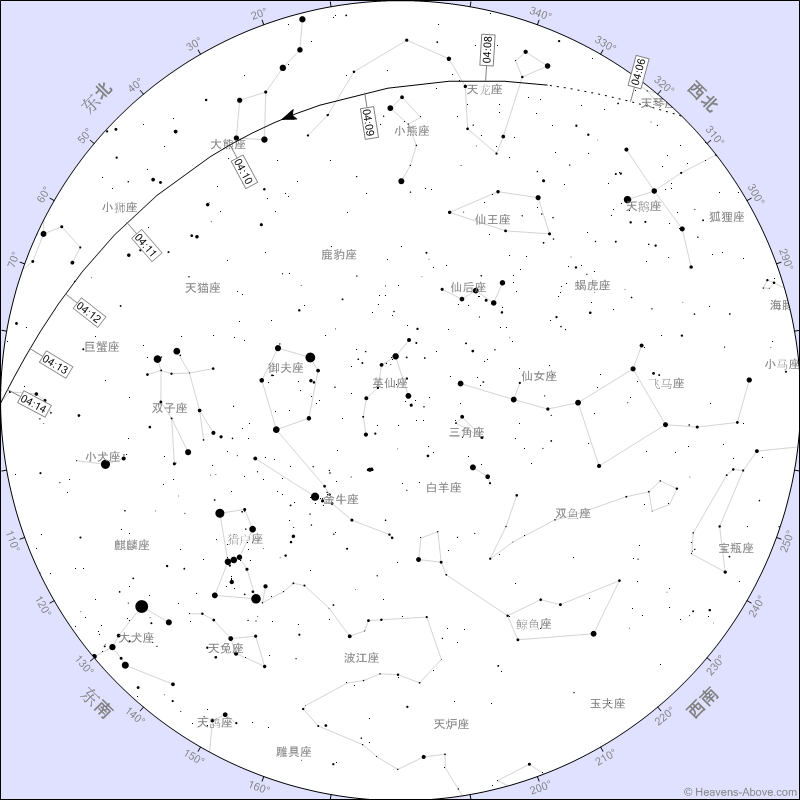 20°
340°
30°
330°
40°
320°
50°
310°
60°
300°
70°
290°
110°
250°
120°
240°
130°
230°
140°
220°
150°
210°
160°
200°
东北
西北
东南
西南
04:06
04:08
04:09
04:10
04:11
04:12
04:13
04:14
天龙座
天琴
小熊座
大熊座
小狮座
天鹅座
狐狸座
仙王座
鹿豹座
天猫座
仙后座
蝎虎座
海豚
巨蟹座
御夫座
英仙座
仙女座
飞马座
小马座
双子座
三角座
小犬座
金牛座
白羊座
双鱼座
猎户座
麒麟座
宝瓶座
鲸鱼座
大犬座
天兔座
波江座
玉夫座
天鸽座
天炉座
雕具座
© Heavens-Above.com